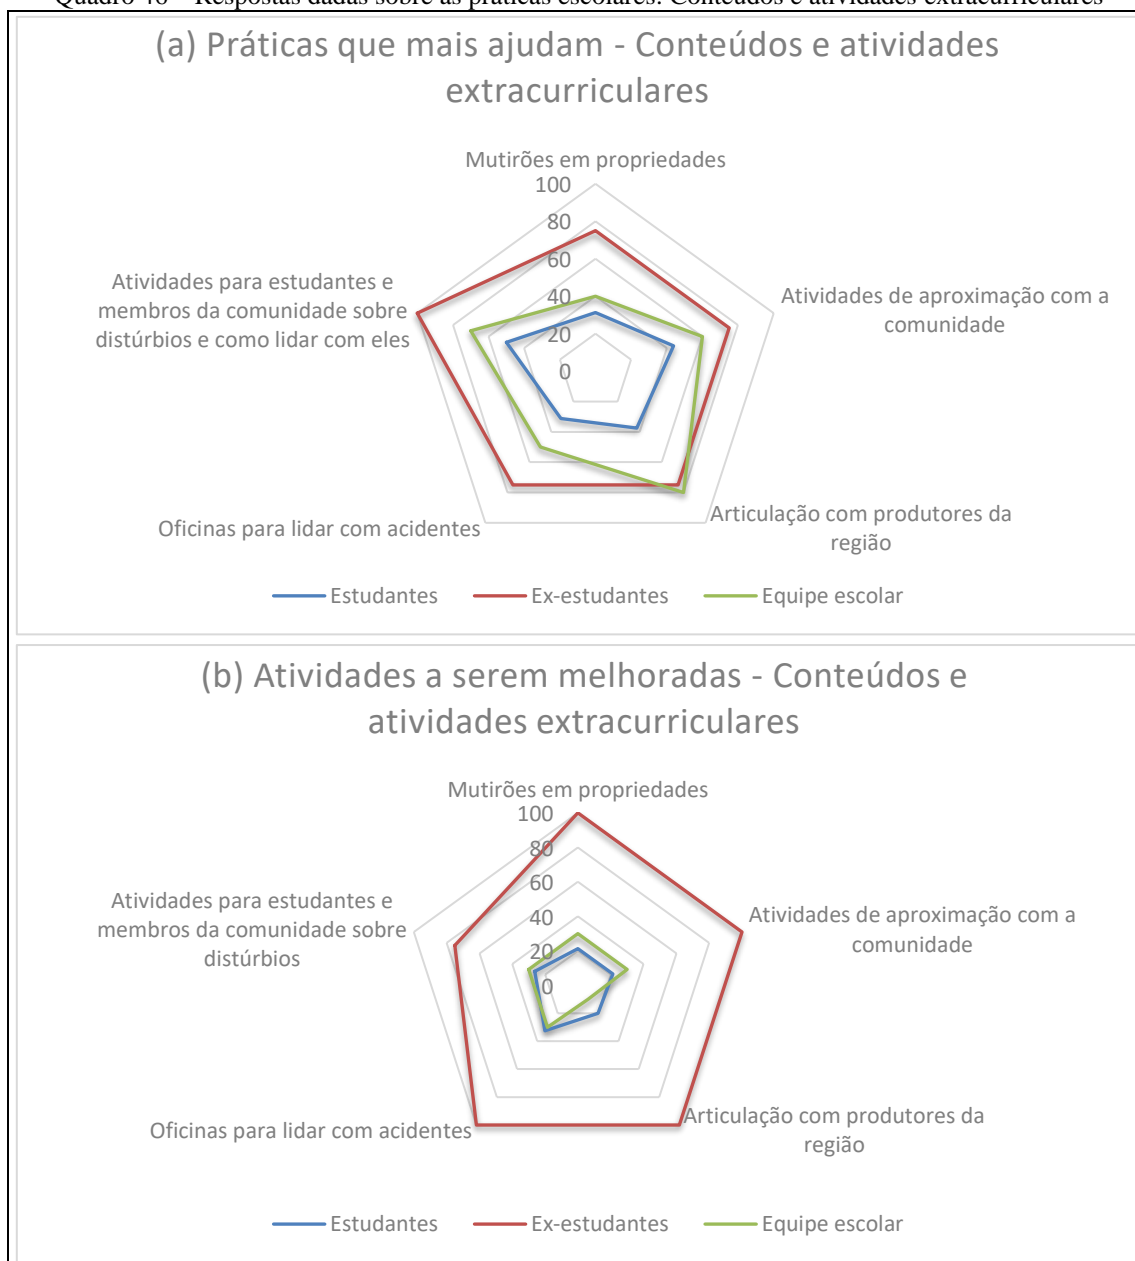 Quadro 48 – Respostas dadas sobre as práticas escolares: Conteúdos e atividades extracurriculares
(a) Práticas que mais ajudam - Conteúdos e atividades
extracurriculares
Mutirões em propriedades
100
80
60
40
20
0
Atividades de aproximação com a
comunidade
Atividades para estudantes e
membros da comunidade sobre
distúrbios e como lidar com eles
Articulação com produtores da
região
Oficinas para lidar com acidentes
Estudantes
Ex-estudantes
Equipe escolar
(b) Atividades a serem melhoradas - Conteúdos e
atividades extracurriculares
Mutirões em propriedades
100
80
60
40
20
0
Atividades de aproximação com a
comunidade
Atividades para estudantes e
membros da comunidade sobre
distúrbios
Articulação com produtores da
região
Oficinas para lidar com acidentes
Estudantes
Ex-estudantes
Equipe escolar